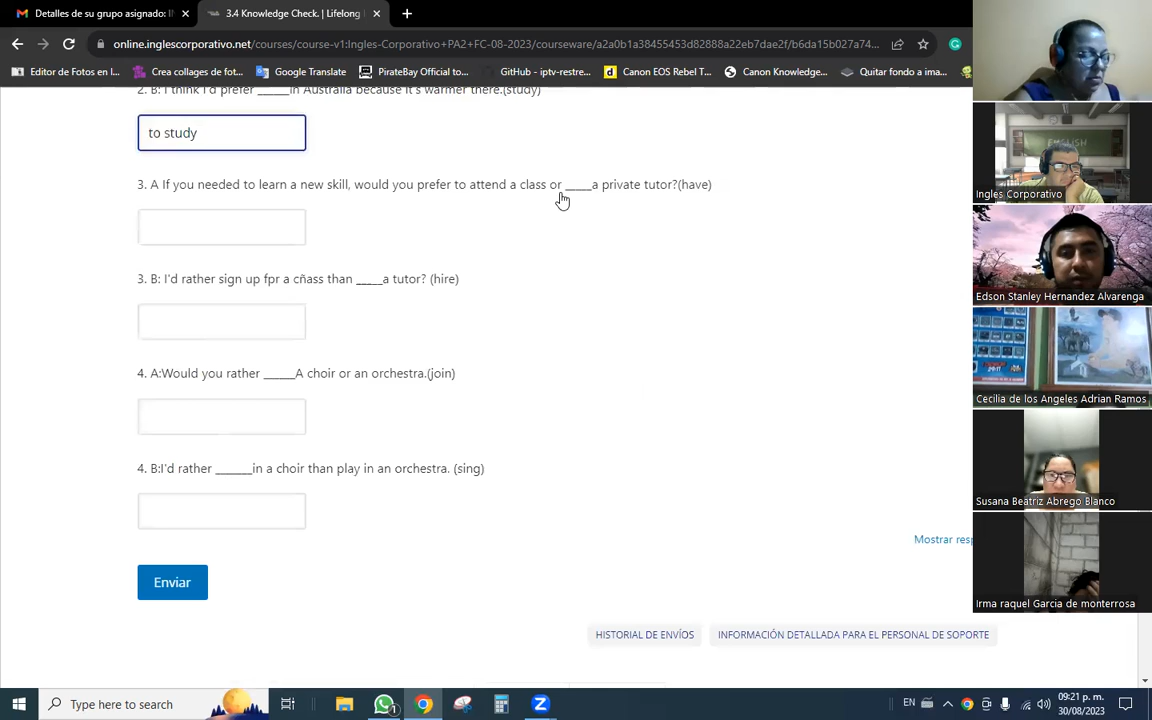 Detalles de su grupo asignado: I
3.4 Knowledge Check. | Lifelong
online.inglescorporativo.net/courses/course-v1:Ingles-Corporativo+PA2+FC-08-2023/courseware/a2a0b1a38455453d82888a22eb7dae2f/b6da15b027a74...
Editor de Fotos en l...
Crea collages de fot...
Google Translate
PirateBay Official to...
GitHub - iptv-restre...
Canon EOS Rebel T...
Canon Knowledge...
Quitar fondo a ima...
2. B: I think I'd prefer ______in Australia because it's warmer there.(study)
to study
3. A If you needed to learn a new skill, would you prefer to attend a class or _____a private tutor?(have)
3. B: I'd rather sign up fpr a cñass than _____a tutor? (hire)
4. A:Would you rather ______A choir or an orchestra.(join)
4. B:I'd rather _______in a choir than play in an orchestra. (sing)
Mostrar resp
Enviar
HISTORIAL DE ENVÍOS
INFORMACIÓN DETALLADA PARA EL PERSONAL DE SOPORTE
ENGLISH
Ingles Corporativo
Edson Stanley Hernandez Alvarenga
Cecilia de los Angeles Adrian Ramos
Susana Beatriz Abrego Blanco
Irma raquel Garcia de monterrosa
Type here to search
1
EN
09:21 p. m.
30/08/2023